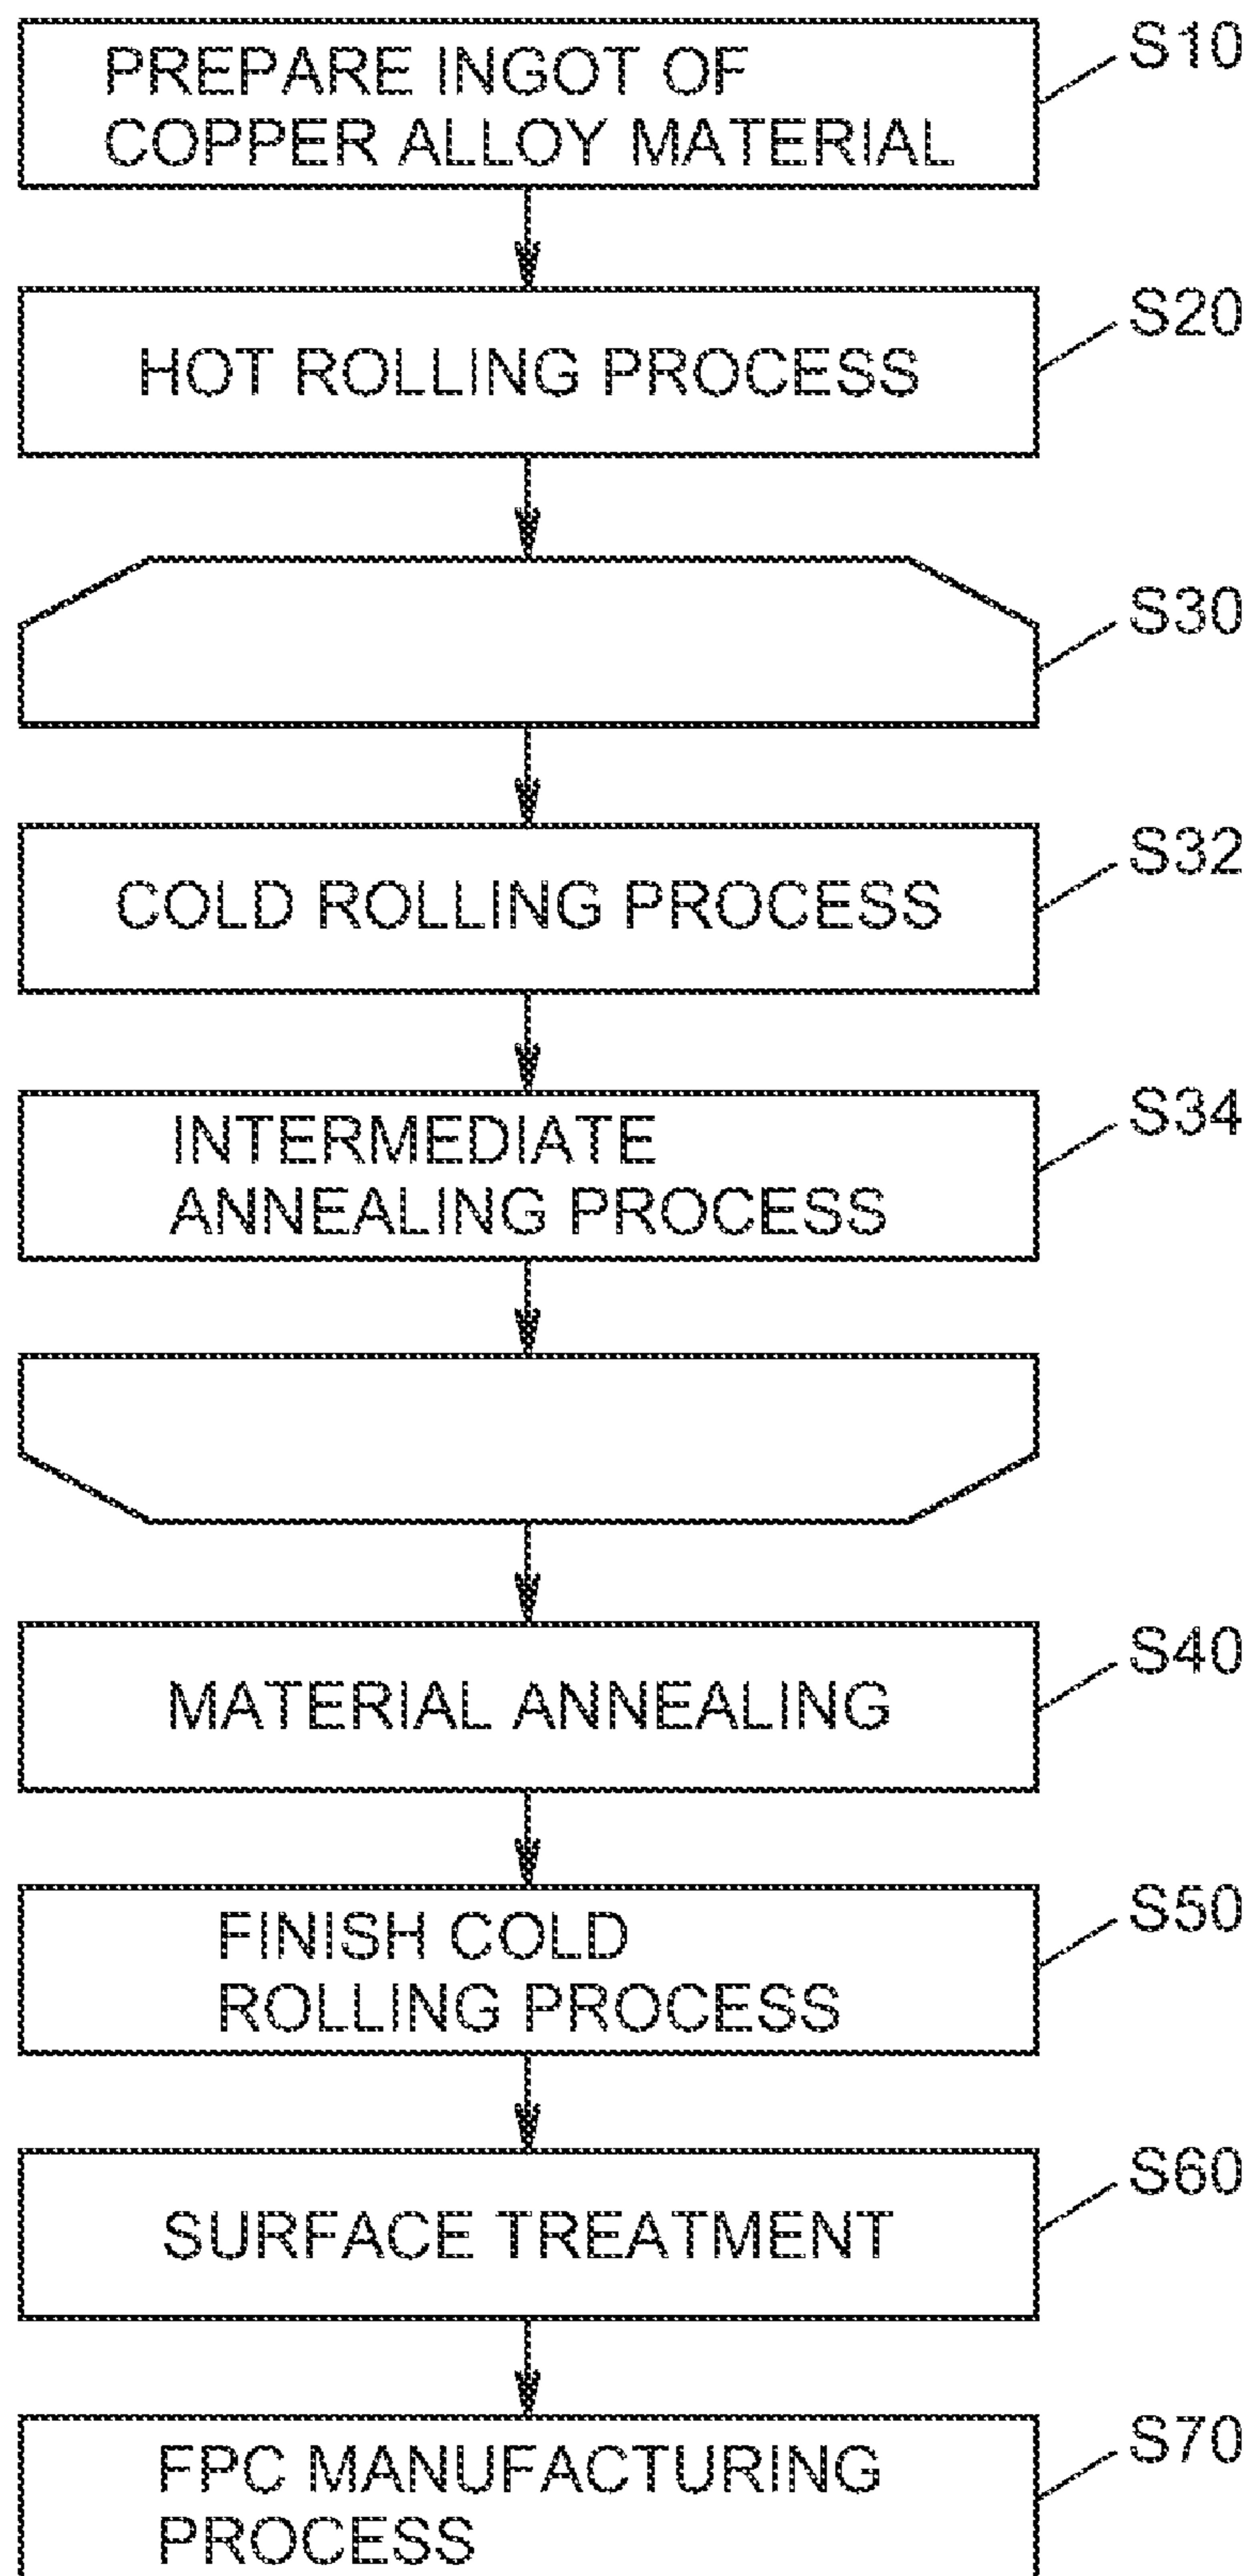 PREPARE INGOT OF
COPPER ALLOY MATERIAL
S10
HOT ROLLING PROCESS
S20
S30
COLD ROLLING PROCESS
S32
INTERMEDIATE
ANNEALING PROCESS
S34
MATERIAL ANNEALING
S40
FINISH COLD
ROLLING PROCESS
S50
SURFACE TREATMENT
S60
FPC MANUFACTURING
PROCESS
S70